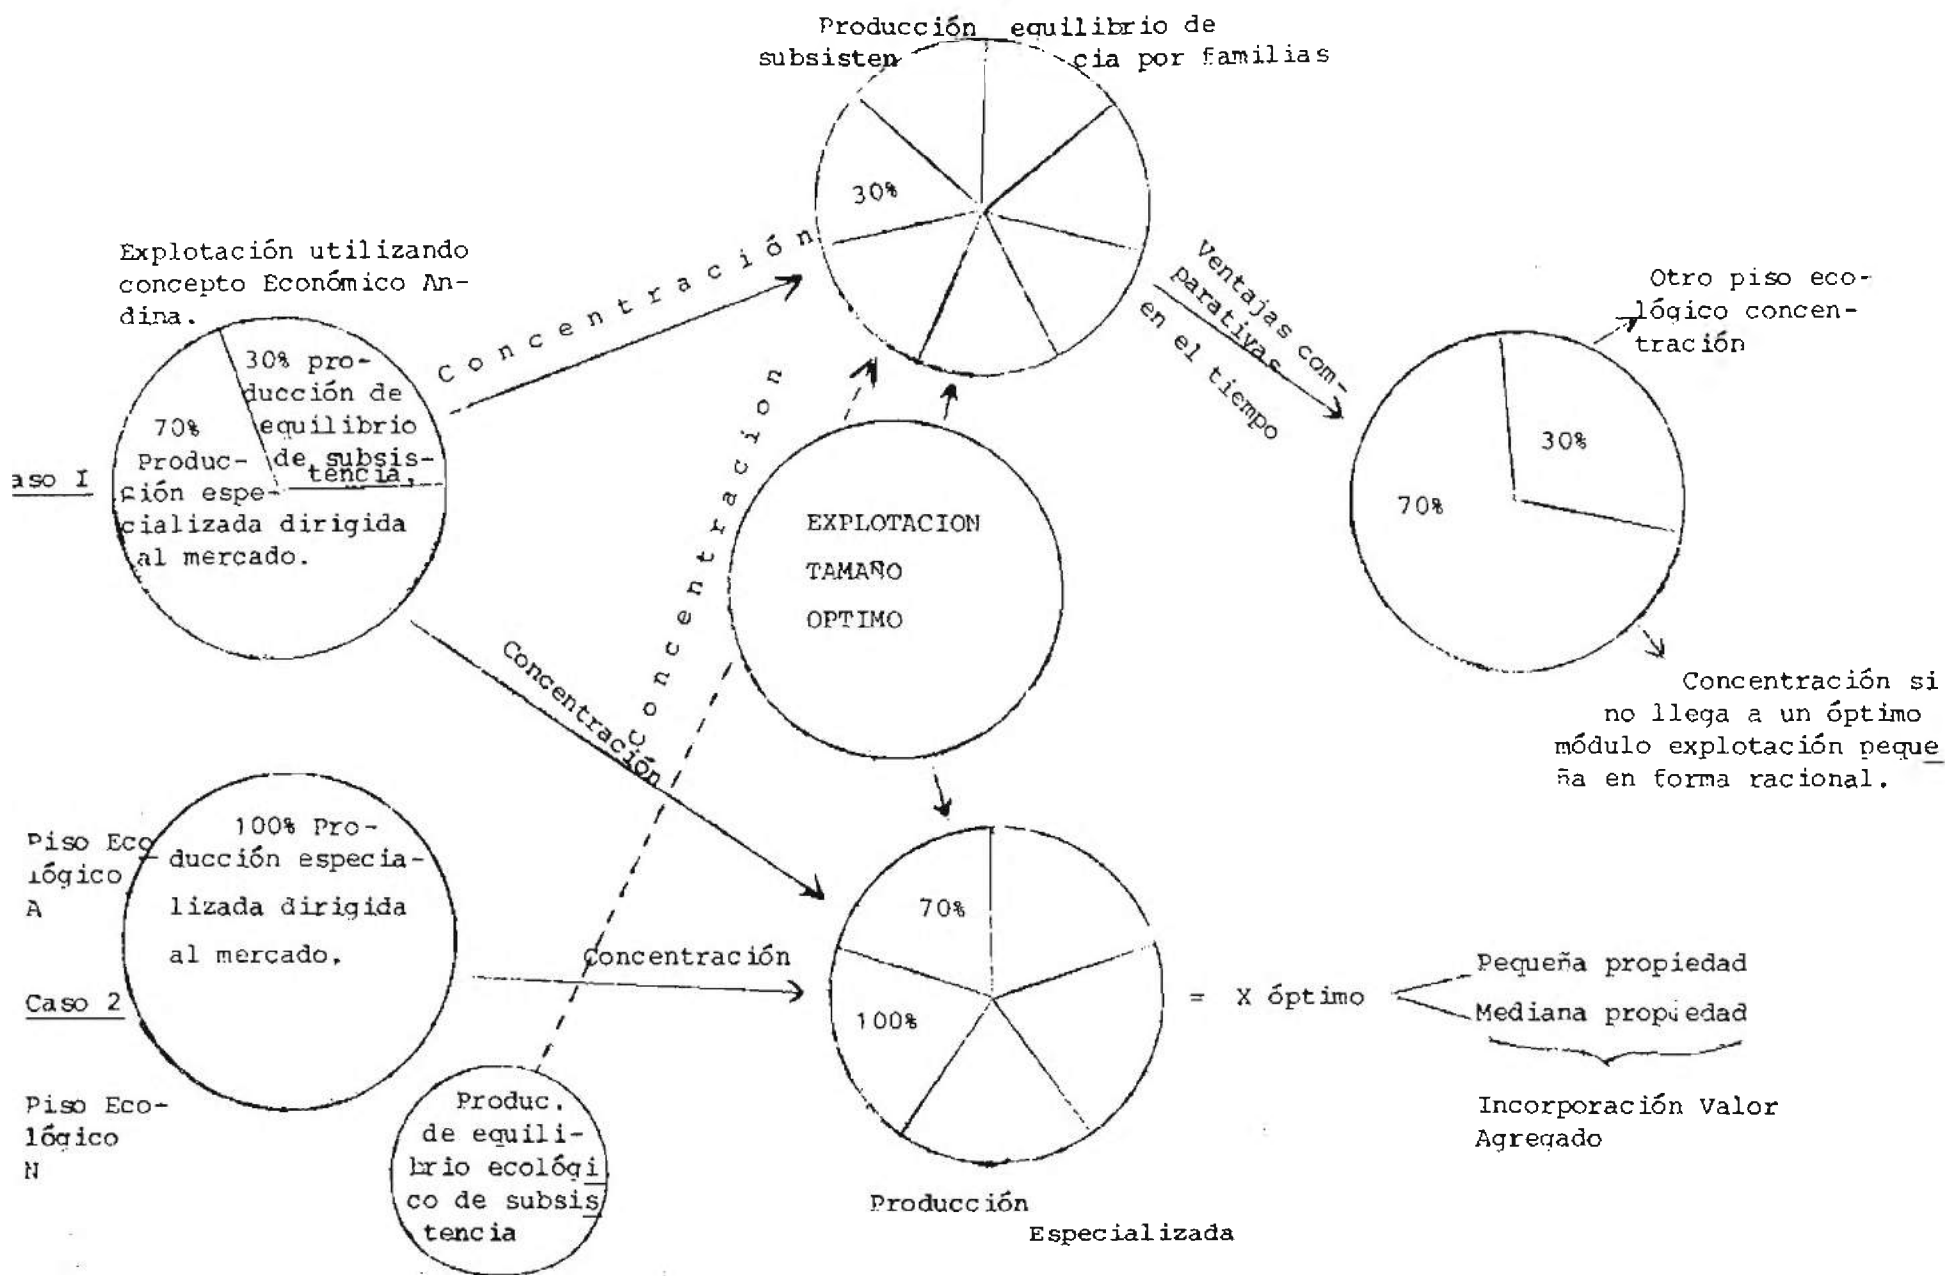 Producción equilibrio de
subsisten cia por familias
30%
Explotación utilizando
concepto Económico An-
dina.
30% pro-
ducción de
equilibrio
de subsis-
tencia,
70%
Produc-
ción espe-
cializada dirigida
al mercado.
aso I
Concentración
Ventajas com-
parativas
en el tiempo
Otro piso eco-
lógico concen-
tración
30%
70%
Concentración si
no llega a un óptimo
módulo explotación peque
ña en forma racional.
Concentracion
EXPLOTACION
TAMAÑO
OPTIMO
Concentración
Piso Eco
lógico
A
100% Pro-
ducción especia-
lizada dirigida
al mercado.
Caso 2
Concentración
70%
100%
= X óptimo
Pequeña propiedad
Mediana propiedad
Incorporación Valor
Agregado
Piso Eco-
lógico
N
Produc.
de equili-
brio ecológi
co de subsis
tencia
Producción
Especializada